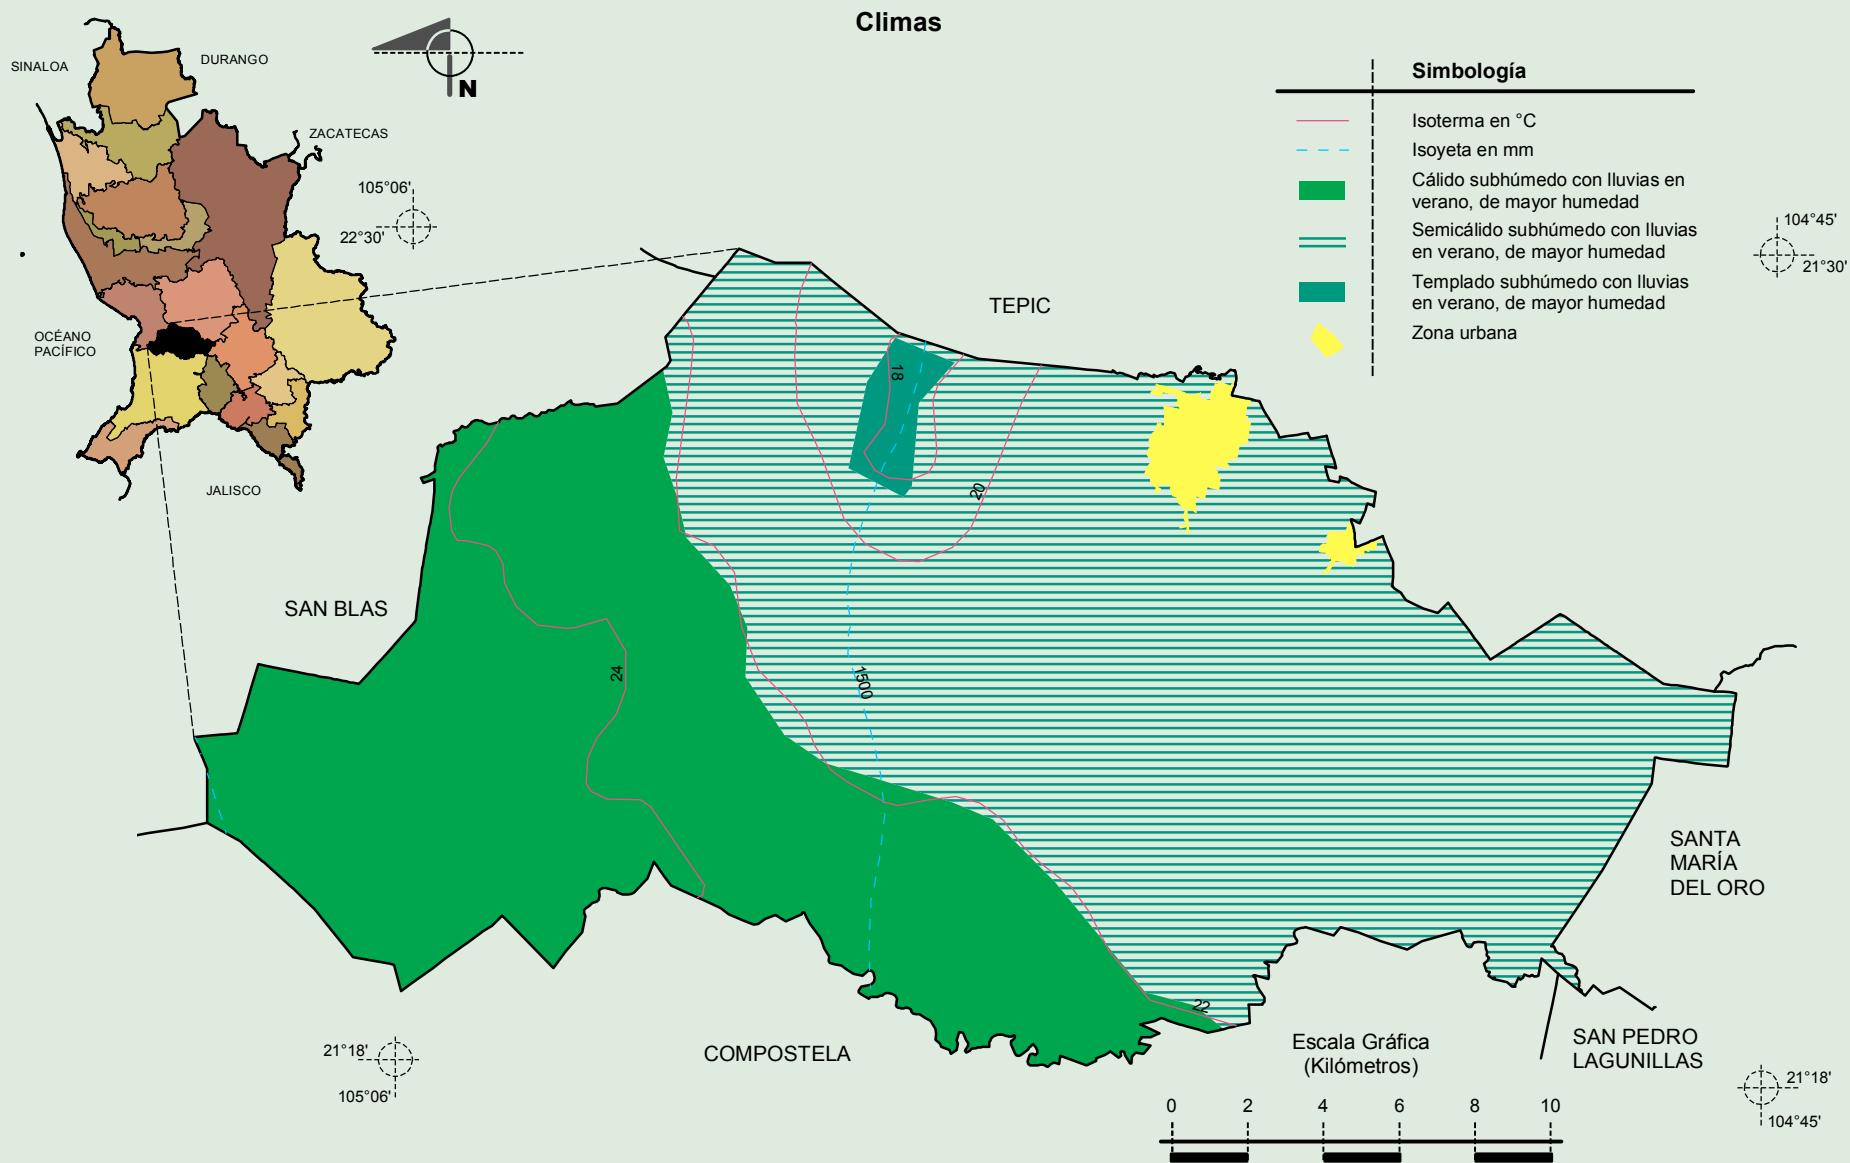 Climas
SINALOA
DURANGO
ZACATECAS
OCÉANO
PACÍFICO
JALISCO
N
105°06'
22°30'
Simbología
Isoterma en °C
Isoyeta en mm
Cálido subhúmedo con lluvias en
verano, de mayor humedad
Semicálido subhúmedo con lluvias
en verano, de mayor humedad
Templado subhúmedo con lluvias
en verano, de mayor humedad
Zona urbana
104°45'
21°30'
TEPIC
18
20
SAN BLAS
24
1500
22
SANTA
MARÍA
DEL ORO
COMPOSTELA
SAN PEDRO
LAGUNILLAS
21°18'
105°06'
Escala Gráfica
(Kilómetros)
0 2 4 6 8 10
21°18'
104°45'